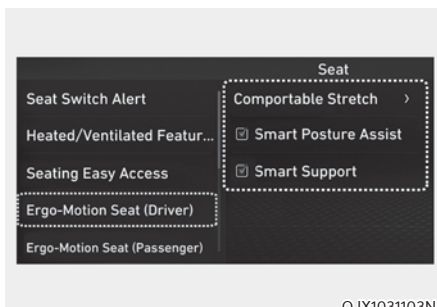 Seat
Seat Switch Alert
Comportable Stretch >
Heated/Ventilated Featur...
Smart Posture Assist
Seating Easy Access
Smart Support
Ergo-Motion Seat (Driver)
Ergo-Motion Seat (Passenger)
OJX1031103N